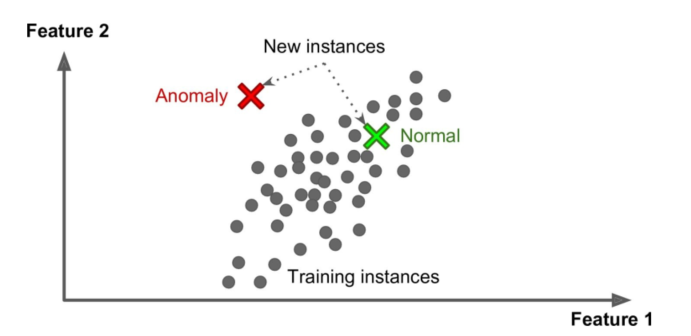 Feature 2
New instances
Anomaly
Normal
Training instances
Feature 1